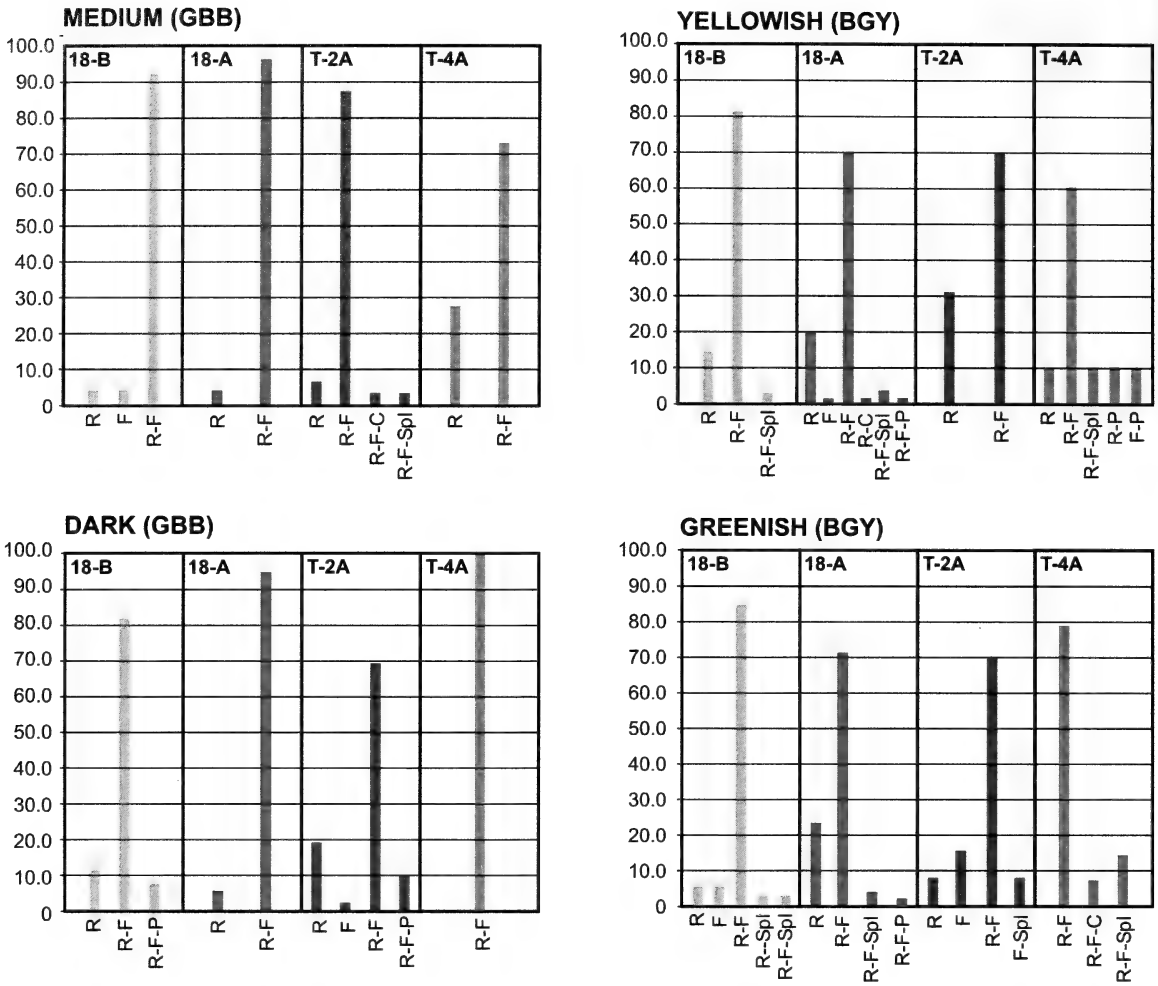 MEDIUM (GBB)
100.0
90.0
80.0
70.0
60.0
50.0
40.0
30.0
20.0
10.0
0
18-B
18-A
T-2A
T-4A
R
F
R-F
R
R-F
R
R-F
R-F-C
R-F-Spl
R
R-F
YELLOWISH (BGY)
100.0
90.0
80.0
70.0
60.0
50.0
40.0
30.0
20.0
10.0
0
18-B
18-A
T-2A
T-4A
R
R-F
R-F-Spl
R
F
R-F
R-C
R-F-Spl
R-F-P
R
R-F
R
R-F
R-F-Spl
R-P
F-P
DARK (GBB)
100.0
90.0
80.0
70.0
60.0
50.0
40.0
30.0
20.0
10.0
0
18-B
18-A
T-2A
T-4A
R
R-F
R-F-P
R
R-F
R
F
R-F
R-F-P
R-F
GREENISH (BGY)
100.0
90.0
80.0
70.0
60.0
50.0
40.0
30.0
20.0
10.0
0
18-B
18-A
T-2A
T-4A
R
F
R-F
R--Spl
R-F-Spl
R
R-F
R-F-Spl
R-F-P
R
F
R-F
F-Spl
R-F
R-F-C
R-F-Spl